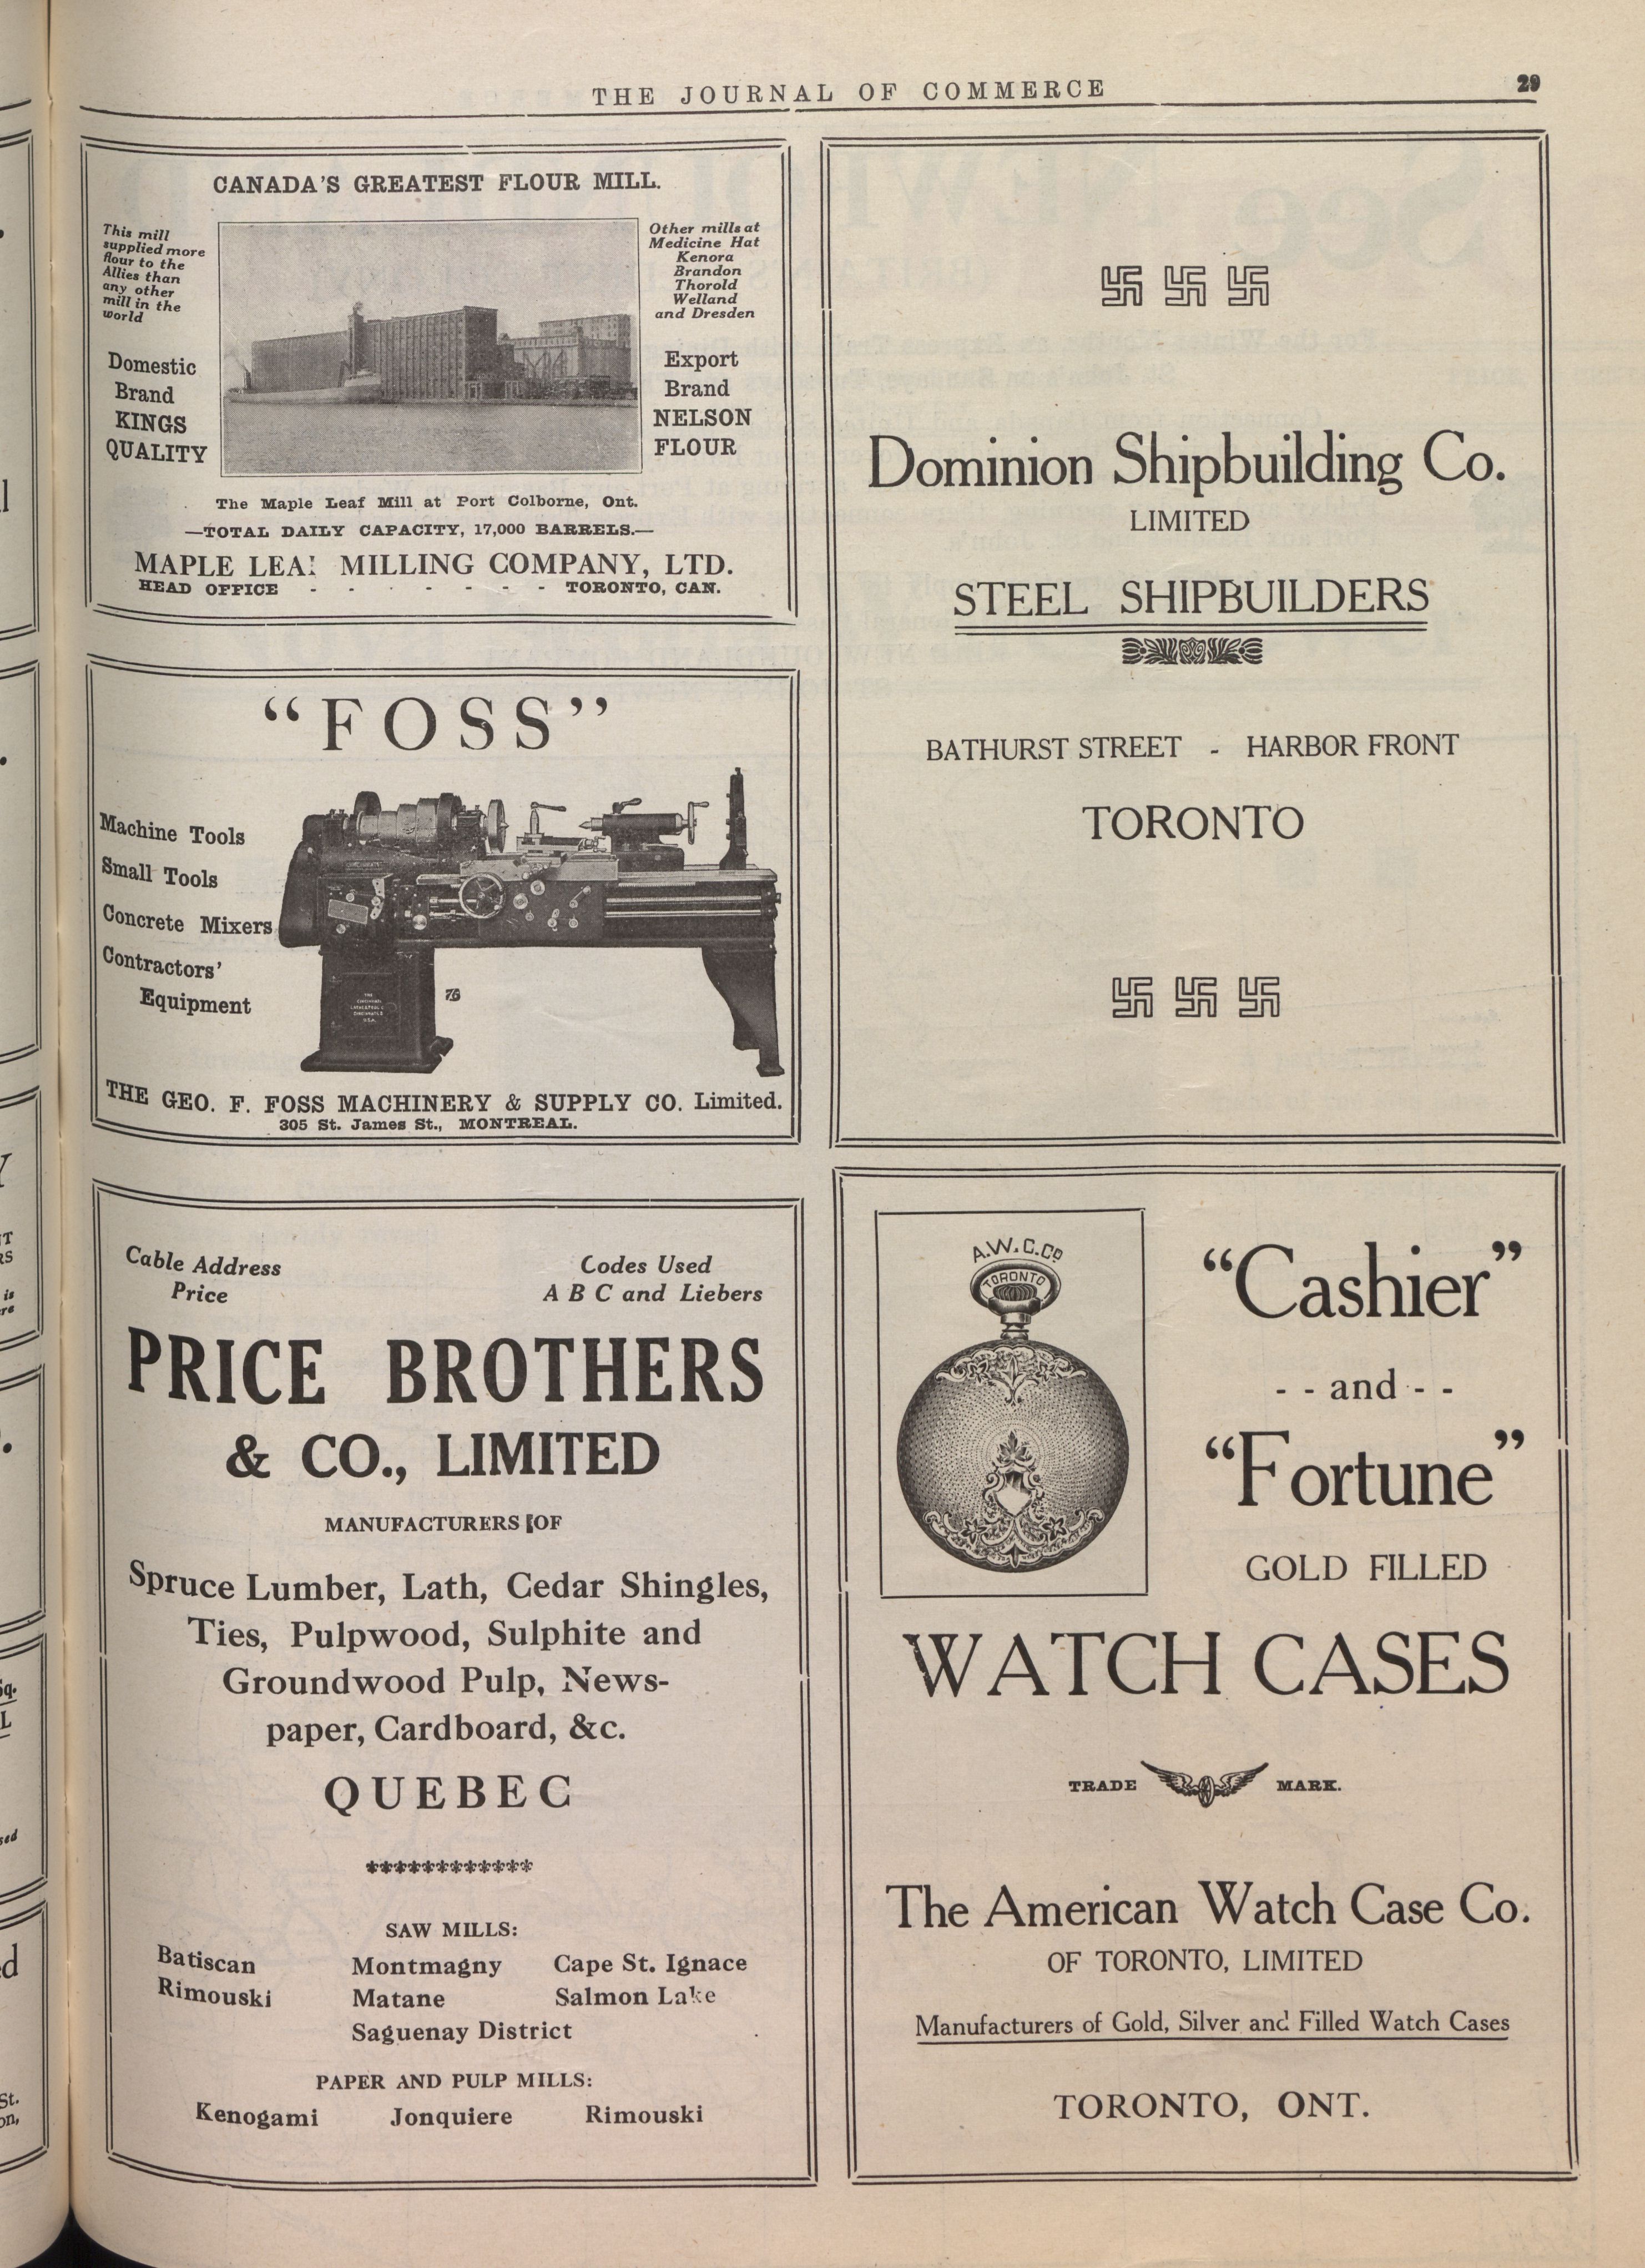 THE JOURNAL OF COMMERCE
29
CANADA'S GREATEST FLOUR MILL.
This mill
supplied more
flour to the
Allies than
any other
mill in the
world
Domestic
Brand
KINGS
QUALITY
Other mills at
Medicine Hat
Kenora
Brandon
Thorold
Welland
and Dresden
Export
Brand
NELSON
FLOUR
The Maple Leaf Mill at Port Colborne, Ont.
—TOTAL DAILY CAPACITY, 17,000 BARRELS.—
MAPLE LEAF MILLING COMPANY, LTD.
HEAD OFFICE - - - - - - - TORONTO, CAN.
"FOSS"
Machine Tools
Small Tools
Concrete Mixers
Contractors'
Equipment
76
THE GEO. F. FOSS MACHINERY & SUPPLY CO. Limited.
305 St. James St., MONTREAL.
Cable Address
Price
Codes Used
A B C and Liebers
PRICE BROTHERS
& CO., LIMITED
MANUFACTURERS OF
Spruce Lumber, Lath, Cedar Shingles,
Ties, Pulpwood, Sulphite and
Groundwood Pulp, News-
paper, Cardboard, &c.
QUEBEC
SAW MILLS:
Batiscan Montmagny Cape St. Ignace
Rimouski Matane Salmon Lake
Saguenay District
PAPER AND PULP MILLS:
Kenogami Jonquiere Rimouski
Dominion Shipbuilding Co.
LIMITED
STEEL SHIPBUILDERS
BATHURST STREET - HARBOR FRONT
TORONTO
A.W.C.Co
TORONTO
"Cashier"
- - and - -
"Fortune"
GOLD FILLED
WATCH CASES
TRADE MARK.
The American Watch Case Co.
OF TORONTO, LIMITED
Manufacturers of Gold, Silver and Filled Watch Cases
TORONTO, ONT.